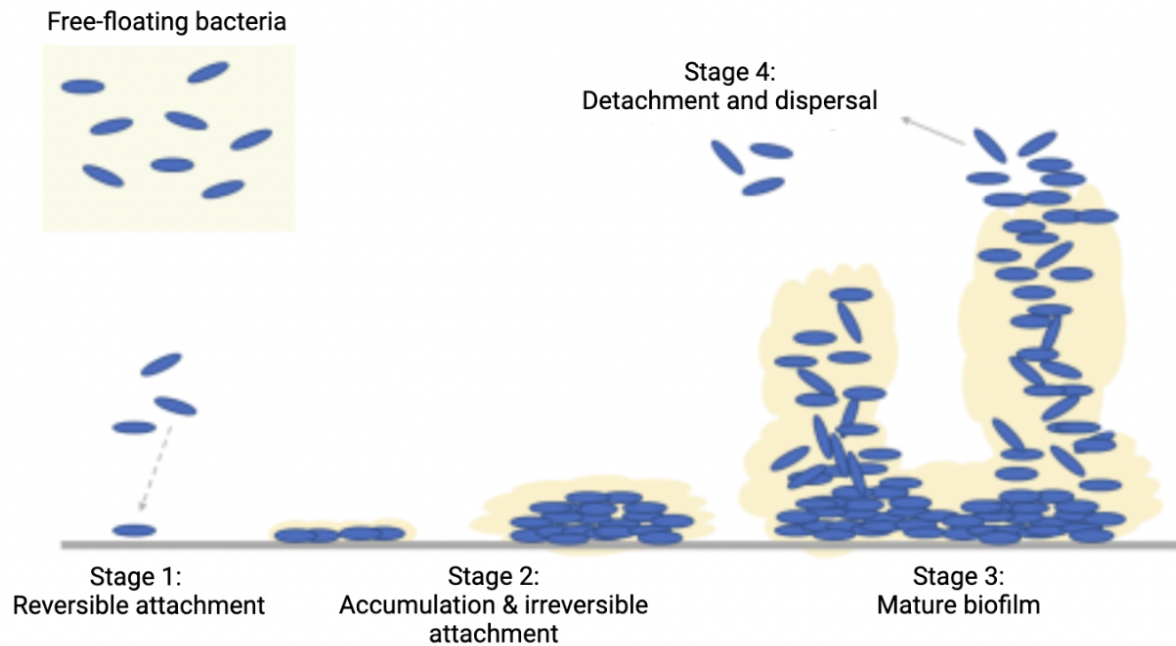 Free-floating bacteria
Stage 4:
Detachment and dispersal
Stage 1:
Reversible attachment
Stage 2:
Accumulation & irreversible
attachment
Stage 3:
Mature biofilm